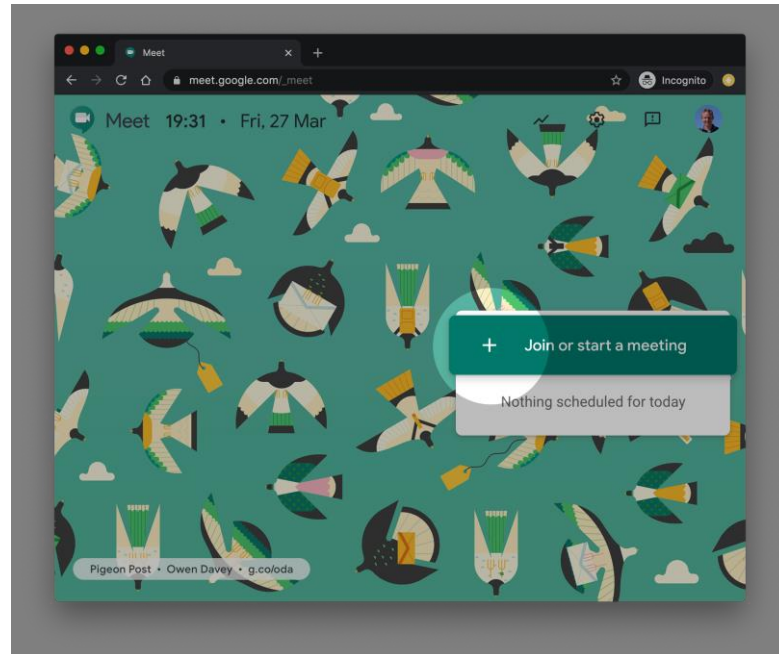 Meet
meet.google.com/_meet
Incognito
Meet 19:31 • Fri, 27 Mar
+ Join or start a meeting
Nothing scheduled for today
Pigeon Post • Owen Davey • g.co/oda